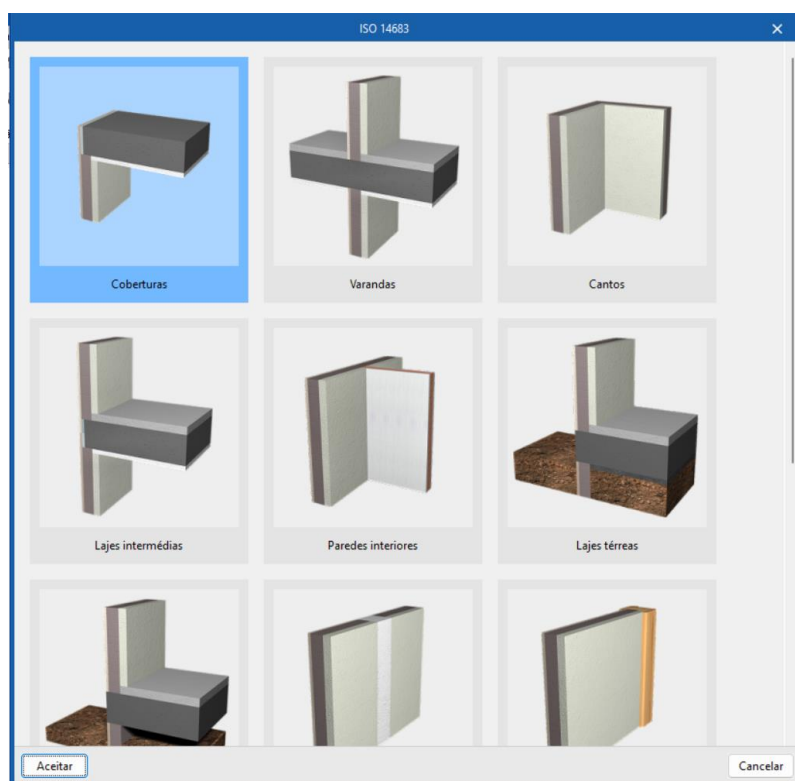 ISO 14683
Coberturas
Varandas
Cantos
Lajes intermédias
Paredes interiores
Lajes térreas
Aceitar
Cancelar